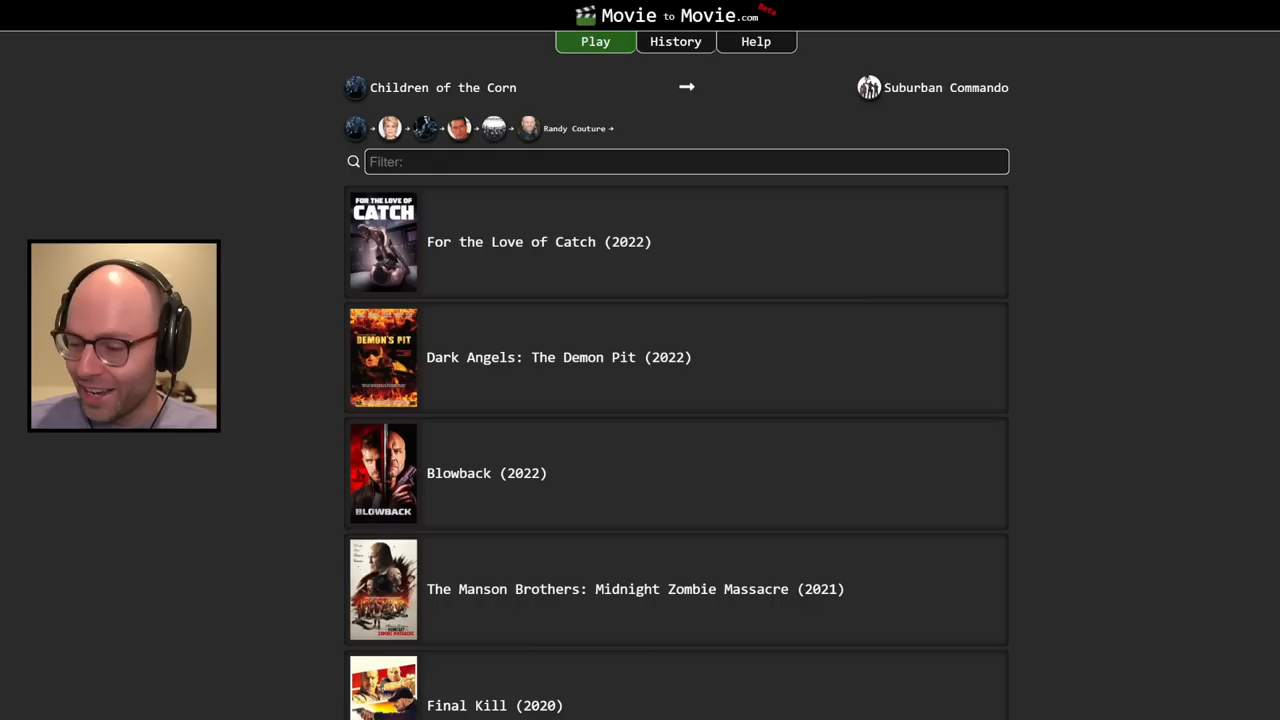 Movie to Movie.com Beta
Play History Help
Children of the Corn → Suburban Commando
Randy Couture →
Filter:
FOR THE LOVE OF
CATCH
For the Love of Catch (2022)
DEMON'S PIT
Dark Angels: The Demon Pit (2022)
BLOWBACK
Blowback (2022)
The Manson Brothers: Midnight Zombie Massacre (2021)
Final Kill (2020)